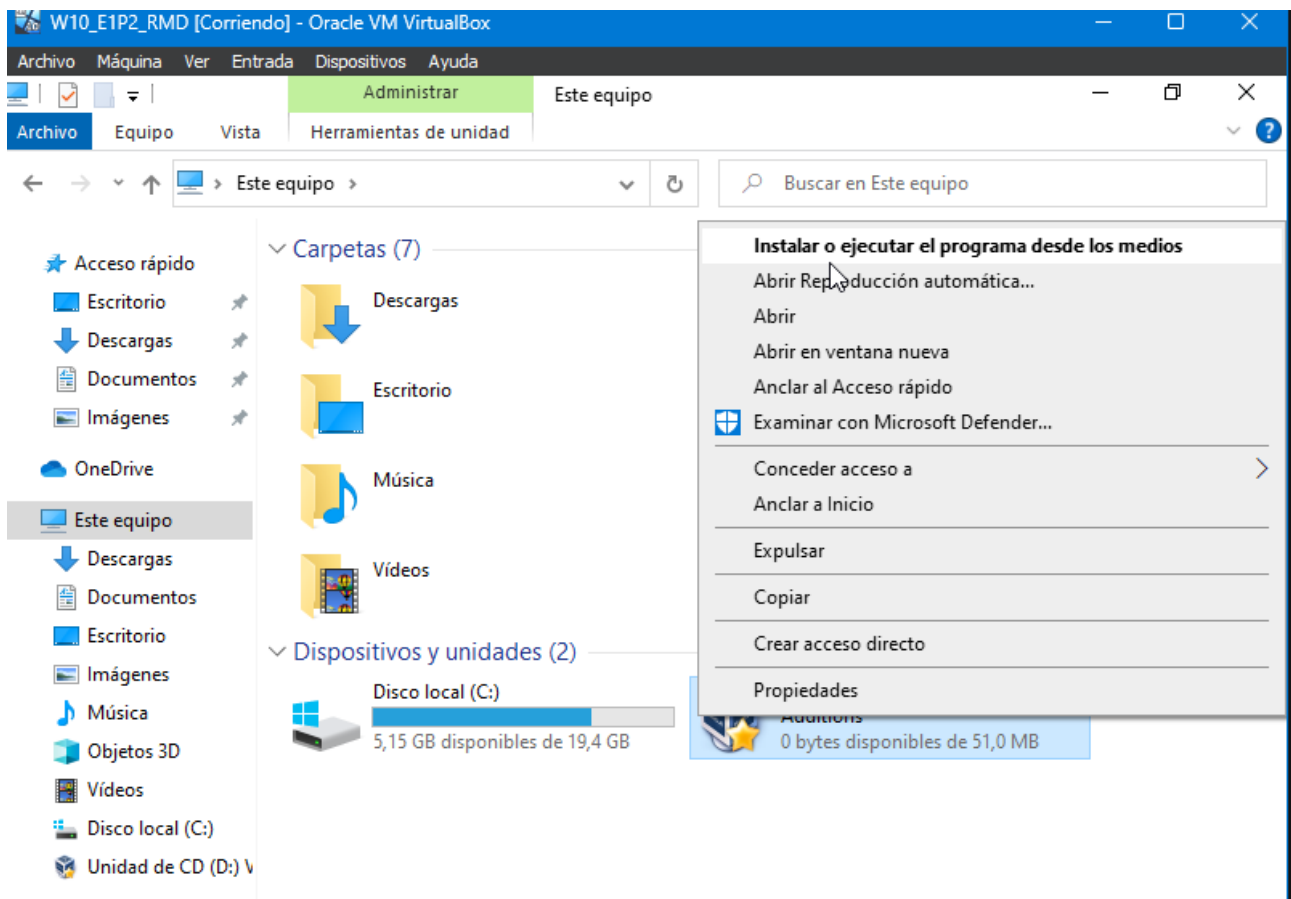 W10_E1P2_RMD [Corriendo] - Oracle VM VirtualBox
Archivo Máquina Ver Entrada Dispositivos Ayuda
Administrar Este equipo
Archivo Equipo Vista Herramientas de unidad
Este equipo
Buscar en Este equipo
Acceso rápido
Escritorio
Descargas
Documentos
Imágenes
OneDrive
Este equipo
Descargas
Documentos
Escritorio
Imágenes
Música
Objetos 3D
Vídeos
Disco local (C:)
Unidad de CD (D:) V
Carpetas (7)
Descargas
Escritorio
Música
Vídeos
Dispositivos y unidades (2)
Disco local (C:)
5,15 GB disponibles de 19,4 GB
Additions
0 bytes disponibles de 51,0 MB
Instalar o ejecutar el programa desde los medios
Abrir Reproducción automática...
Abrir
Abrir en ventana nueva
Anclar al Acceso rápido
Examinar con Microsoft Defender...
Conceder acceso a
Anclar a Inicio
Expulsar
Copiar
Crear acceso directo
Propiedades